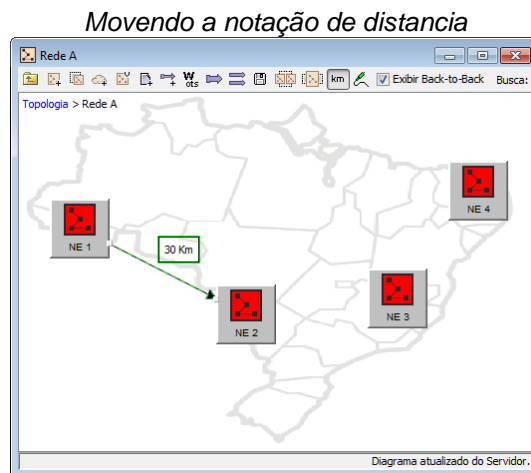 Movendo a notação de distancia
Rede A
W
ots
km
Exibir Back-to-Back
Busca:
Topologia > Rede A
NE 4
NE 1
30 Km
NE 3
NE 2
Diagrama atualizado do Servidor.